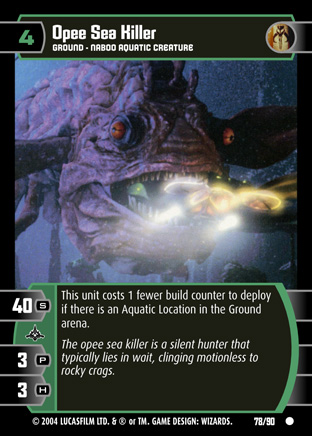 4
Opee Sea Killer
GROUND • NABOO AQUATIC CREATURE
40 S
3 P
3 H
This unit costs 1 fewer build counter to deploy
if there is an Aquatic Location in the Ground
arena.
The opee sea killer is a silent hunter that
typically lies in wait, clinging motionless to
rocky crags.
© 2004 LUCASFILM LTD. & ® or TM. GAME DESIGN: WIZARDS.
78/90